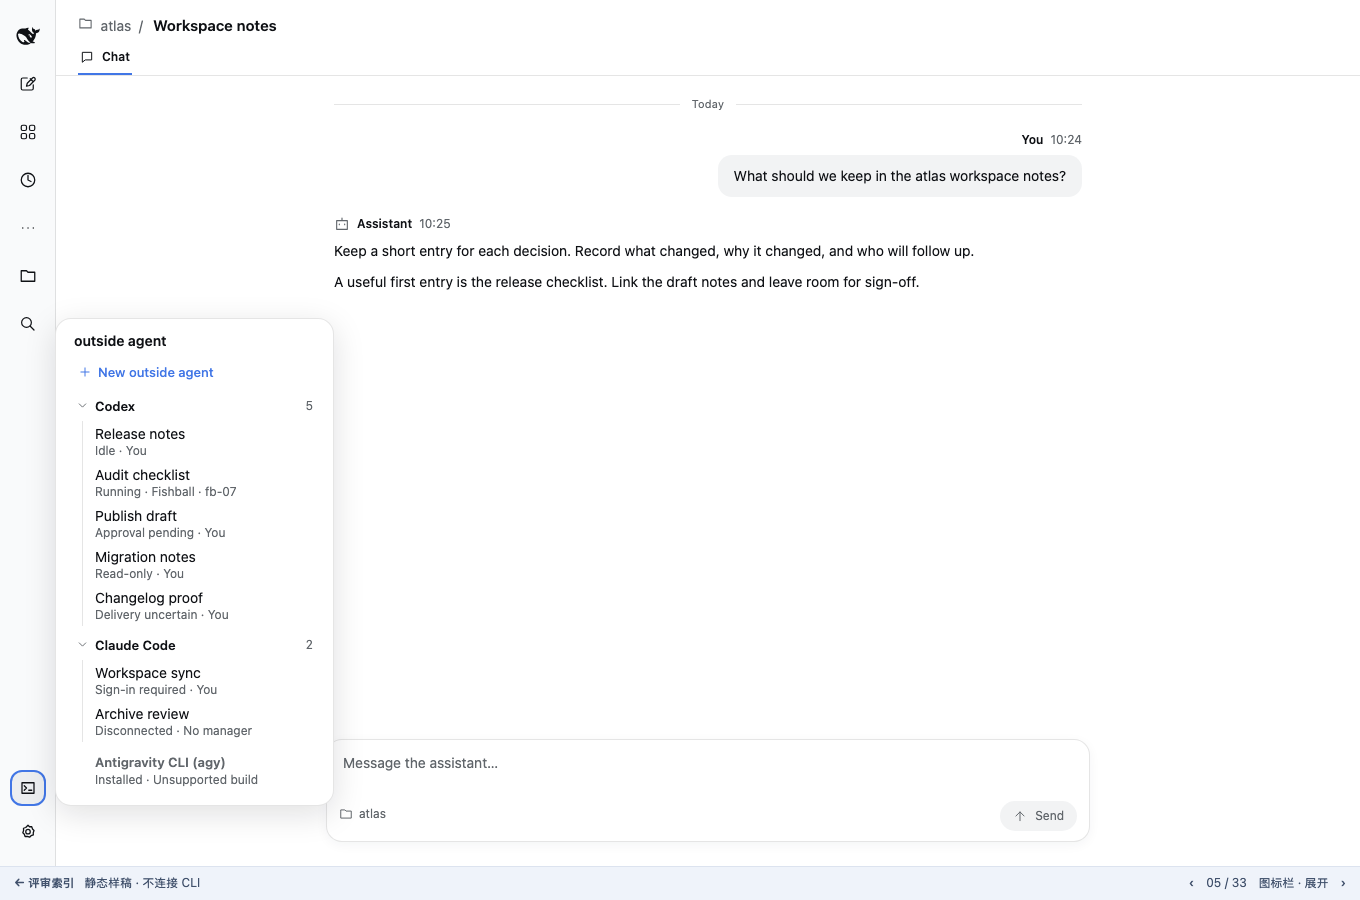 atlas / Workspace notes
Chat
Today
You 10:24
What should we keep in the atlas workspace notes?
Assistant 10:25
Keep a short entry for each decision. Record what changed, why it changed, and who will follow up.
A useful first entry is the release checklist. Link the draft notes and leave room for sign-off.
outside agent
+ New outside agent
Codex 5
Release notes
Idle · You
Audit checklist
Running · Fishball · fb-07
Publish draft
Approval pending · You
Migration notes
Read-only · You
Changelog proof
Delivery uncertain · You
Claude Code 2
Workspace sync
Sign-in required · You
Archive review
Disconnected · No manager
Antigravity CLI (agy)
Installed · Unsupported build
Message the assistant…
atlas
Send
← 评审索引 静态样稿 · 不连接 CLI
‹ 05 / 33 图标栏 · 展开 ›